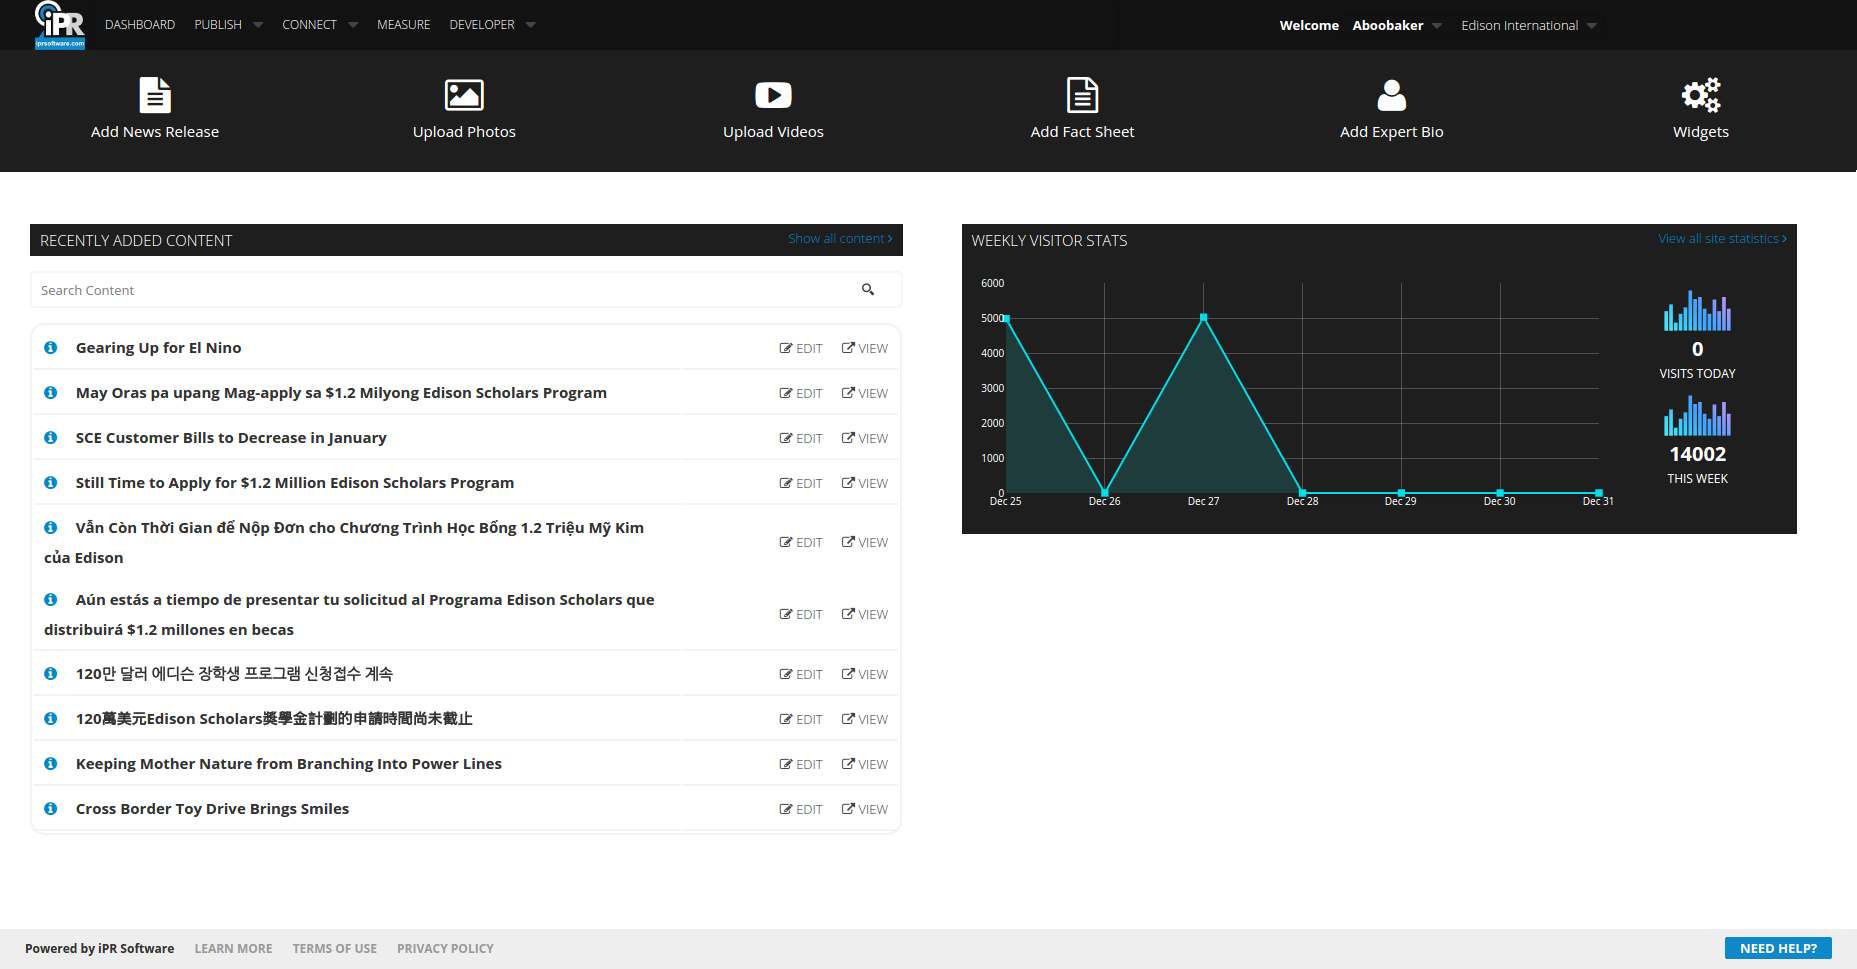 iPR
iprsoftware.com
DASHBOARD PUBLISH CONNECT MEASURE DEVELOPER
Welcome Aboobaker Edison International
Add News Release Upload Photos Upload Videos Add Fact Sheet Add Expert Bio Widgets
RECENTLY ADDED CONTENT Show all content
Search Content
Gearing Up for El Nino EDIT VIEW
May Oras pa upang Mag-apply sa $1.2 Milyong Edison Scholars Program EDIT VIEW
SCE Customer Bills to Decrease in January EDIT VIEW
Still Time to Apply for $1.2 Million Edison Scholars Program EDIT VIEW
Vẫn Còn Thời Gian để Nộp Đơn cho Chương Trình Học Bổng 1.2 Triệu Mỹ Kim
của Edison
EDIT VIEW
Aún estás a tiempo de presentar tu solicitud al Programa Edison Scholars que
distribuirá $1.2 millones en becas
EDIT VIEW
120만 달러 에디슨 장학생 프로그램 신청접수 계속 EDIT VIEW
120萬美元Edison Scholars獎學金計劃的申請時間尚未截止 EDIT VIEW
Keeping Mother Nature from Branching Into Power Lines EDIT VIEW
Cross Border Toy Drive Brings Smiles EDIT VIEW
WEEKLY VISITOR STATS View all site statistics
6000
5000
4000
3000
2000
1000
0
Dec 25 Dec 26 Dec 27 Dec 28 Dec 29 Dec 30 Dec 31
0
VISITS TODAY
14002
THIS WEEK
Powered by iPR Software LEARN MORE TERMS OF USE PRIVACY POLICY NEED HELP?